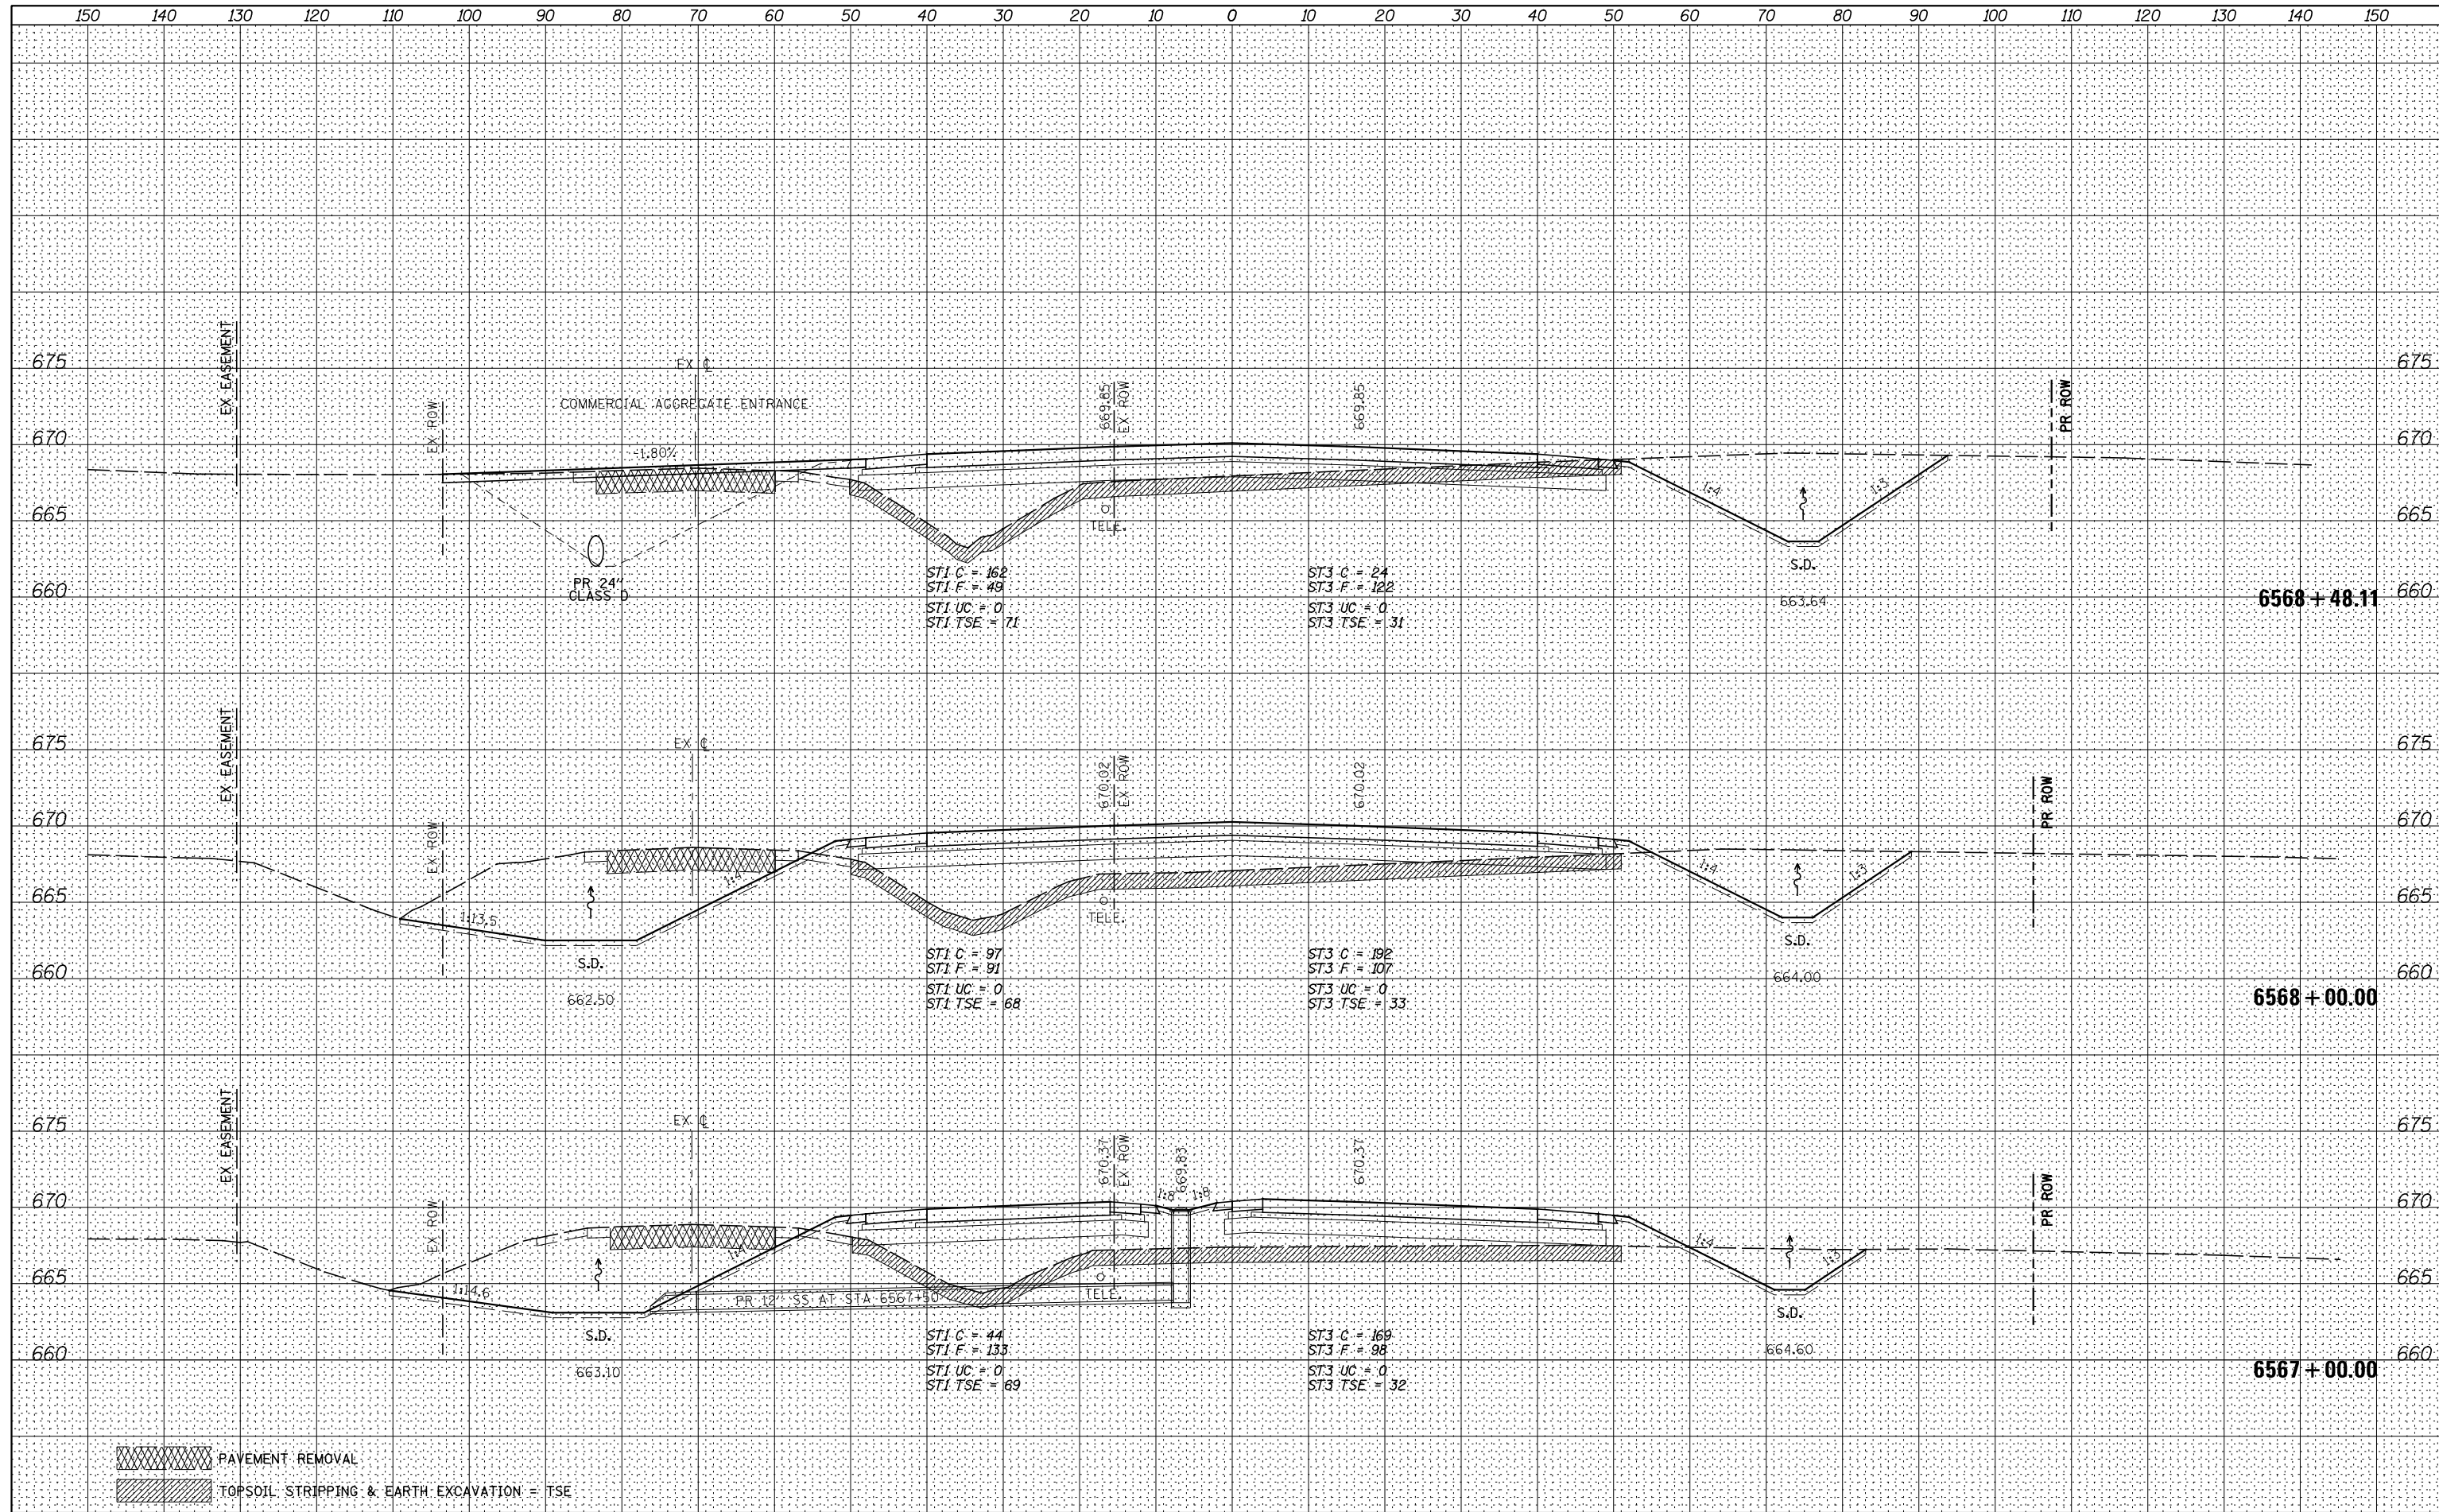 150 140 130 120 110 100 90 80 70 60 50 40 30 20 10 0 10 20 30 40 50 60 70 80 90 100 110 120 130 140 150
EX EASEMENT
EX ROW
EX ℄
COMMERCIAL AGGREGATE ENTRANCE
-1.80%
669.85
EX ROW
669.85
PR ROW
675 675
670 670
665 665
660 660
TELE.
1:4
1:3
PR 24"
CLASS D
ST1 C = 162
ST1 F = 49
ST1 UC = 0
ST1 TSE = 71
ST3 C = 24
ST3 F = 122
ST3 UC = 0
ST3 TSE = 31
S.D.
663.64
6568 + 48.11
EX EASEMENT
EX ROW
EX ℄
670.02
EX ROW
670.02
PR ROW
675 675
670 670
665 665
660 660
1:13.5
1:4
TELE.
1:4
1:3
S.D.
662.50
ST1 C = 97
ST1 F = 91
ST1 UC = 0
ST1 TSE = 68
ST3 C = 192
ST3 F = 107
ST3 UC = 0
ST3 TSE = 33
S.D.
664.00
6568 + 00.00
EX EASEMENT
EX ROW
EX ℄
670.37
EX ROW
1:8
669.83
1:8
670.37
PR ROW
675 675
670 670
665 665
660 660
1:14.6
1:4
PR 12" SS AT STA 6567+50
TELE.
1:4
1:3
S.D.
663.10
ST1 C = 44
ST1 F = 133
ST1 UC = 0
ST1 TSE = 69
ST3 C = 169
ST3 F = 98
ST3 UC = 0
ST3 TSE = 32
S.D.
664.60
6567 + 00.00
PAVEMENT REMOVAL
TOPSOIL STRIPPING & EARTH EXCAVATION = TSE